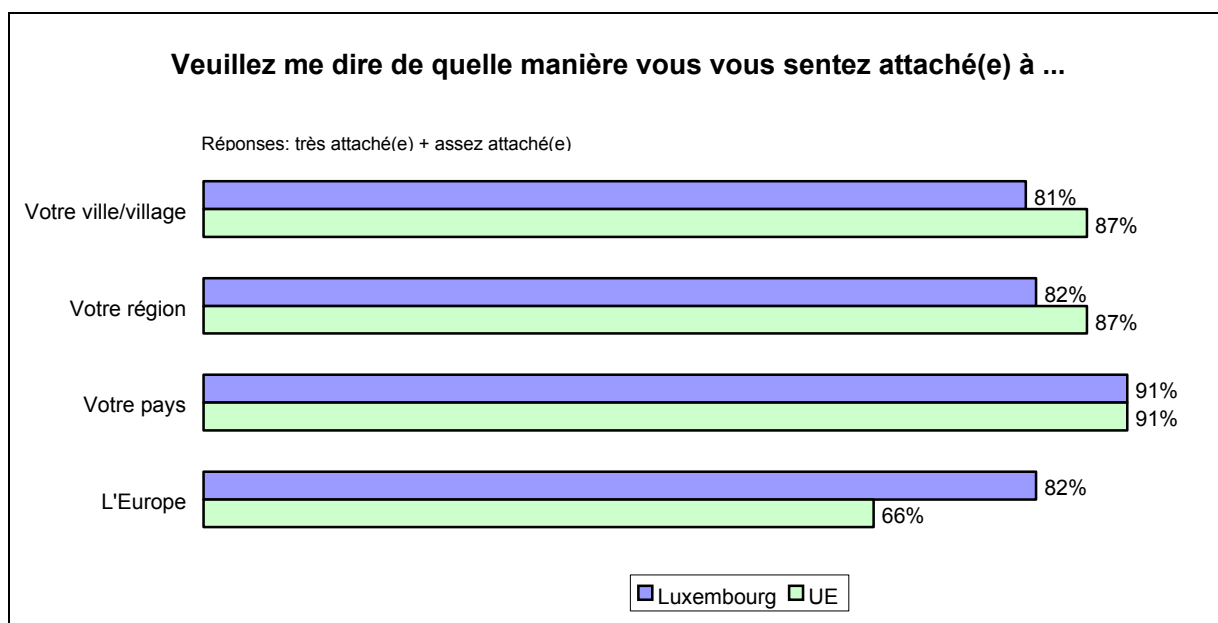 Veuillez me dire de quelle manière vous vous sentez attaché(e) à ...
Réponses: très attaché(e) + assez attaché(e)
Votre ville/village
81%
87%
Votre région
82%
87%
Votre pays
91%
91%
L'Europe
82%
66%
Luxembourg UE